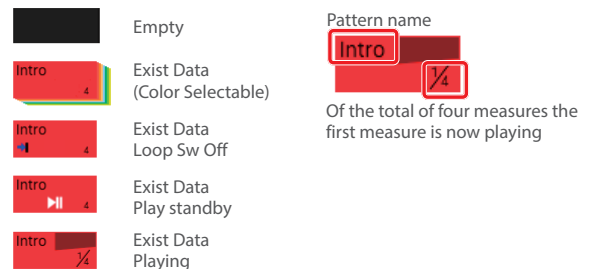 Empty
Intro
4
Exist Data
(Color Selectable)
Intro
4
Exist Data
Loop Sw Off
Intro
4
Exist Data
Play standby
Intro
1/4
Exist Data
Playing
Pattern name
Intro
1/4
Of the total of four measures the
first measure is now playing